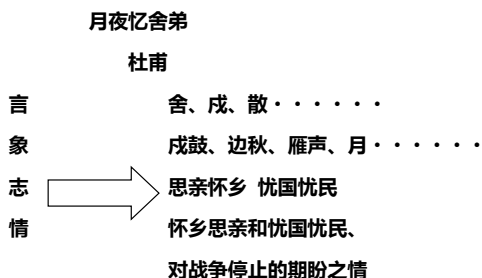 月夜忆舍弟
杜甫
言 舍、戍、散······
象 戍鼓、边秋、雁声、月······
志 思亲怀乡 忧国忧民
情 怀乡思亲和忧国忧民、
对战争停止的期盼之情